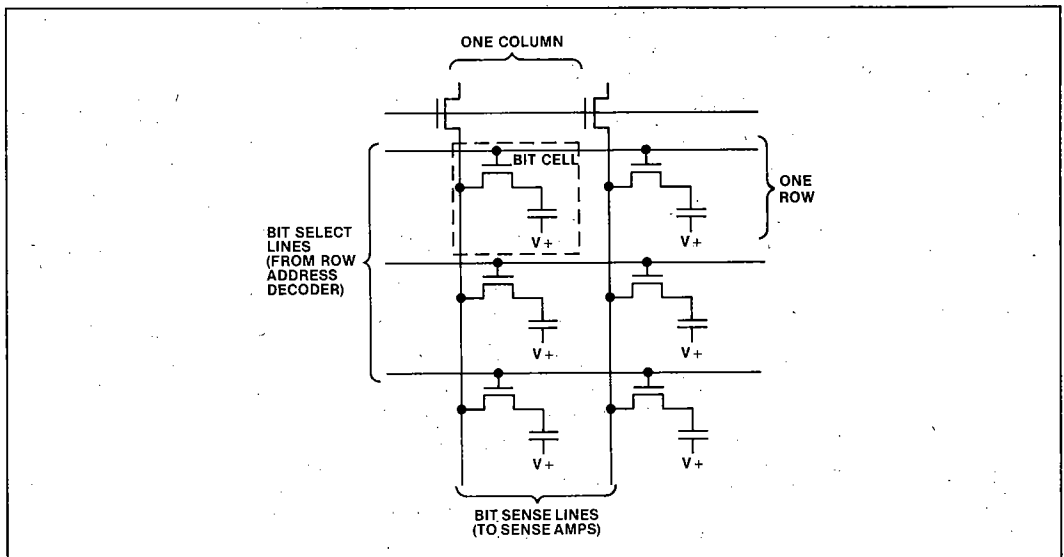 ONE COLUMN
BIT CELL
ONE
ROW
V+
V+
BIT SELECT
LINES
(FROM ROW
ADDRESS
DECODER)
V+
V+
V+
V+
BIT SENSE LINES
(TO SENSE AMPS)